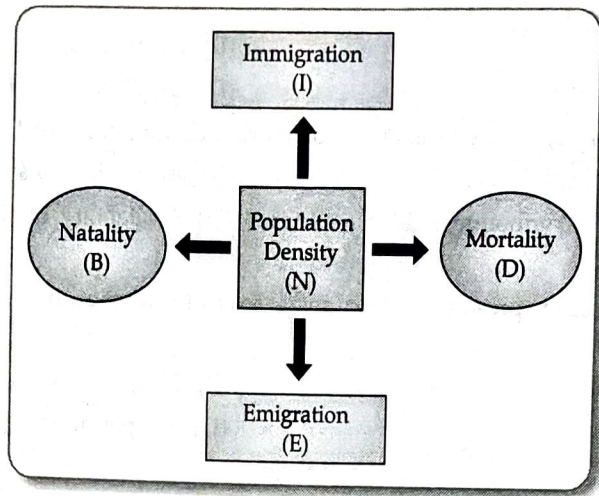 Immigration
(I)
Natality
(B)
Population
Density
(N)
Mortality
(D)
Emigration
(E)